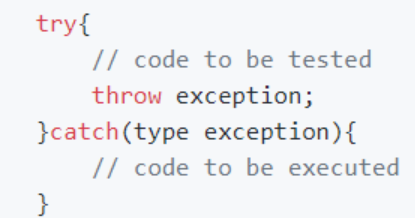 try{
    // code to be tested
    throw exception;
}catch(type exception){
    // code to be executed
}